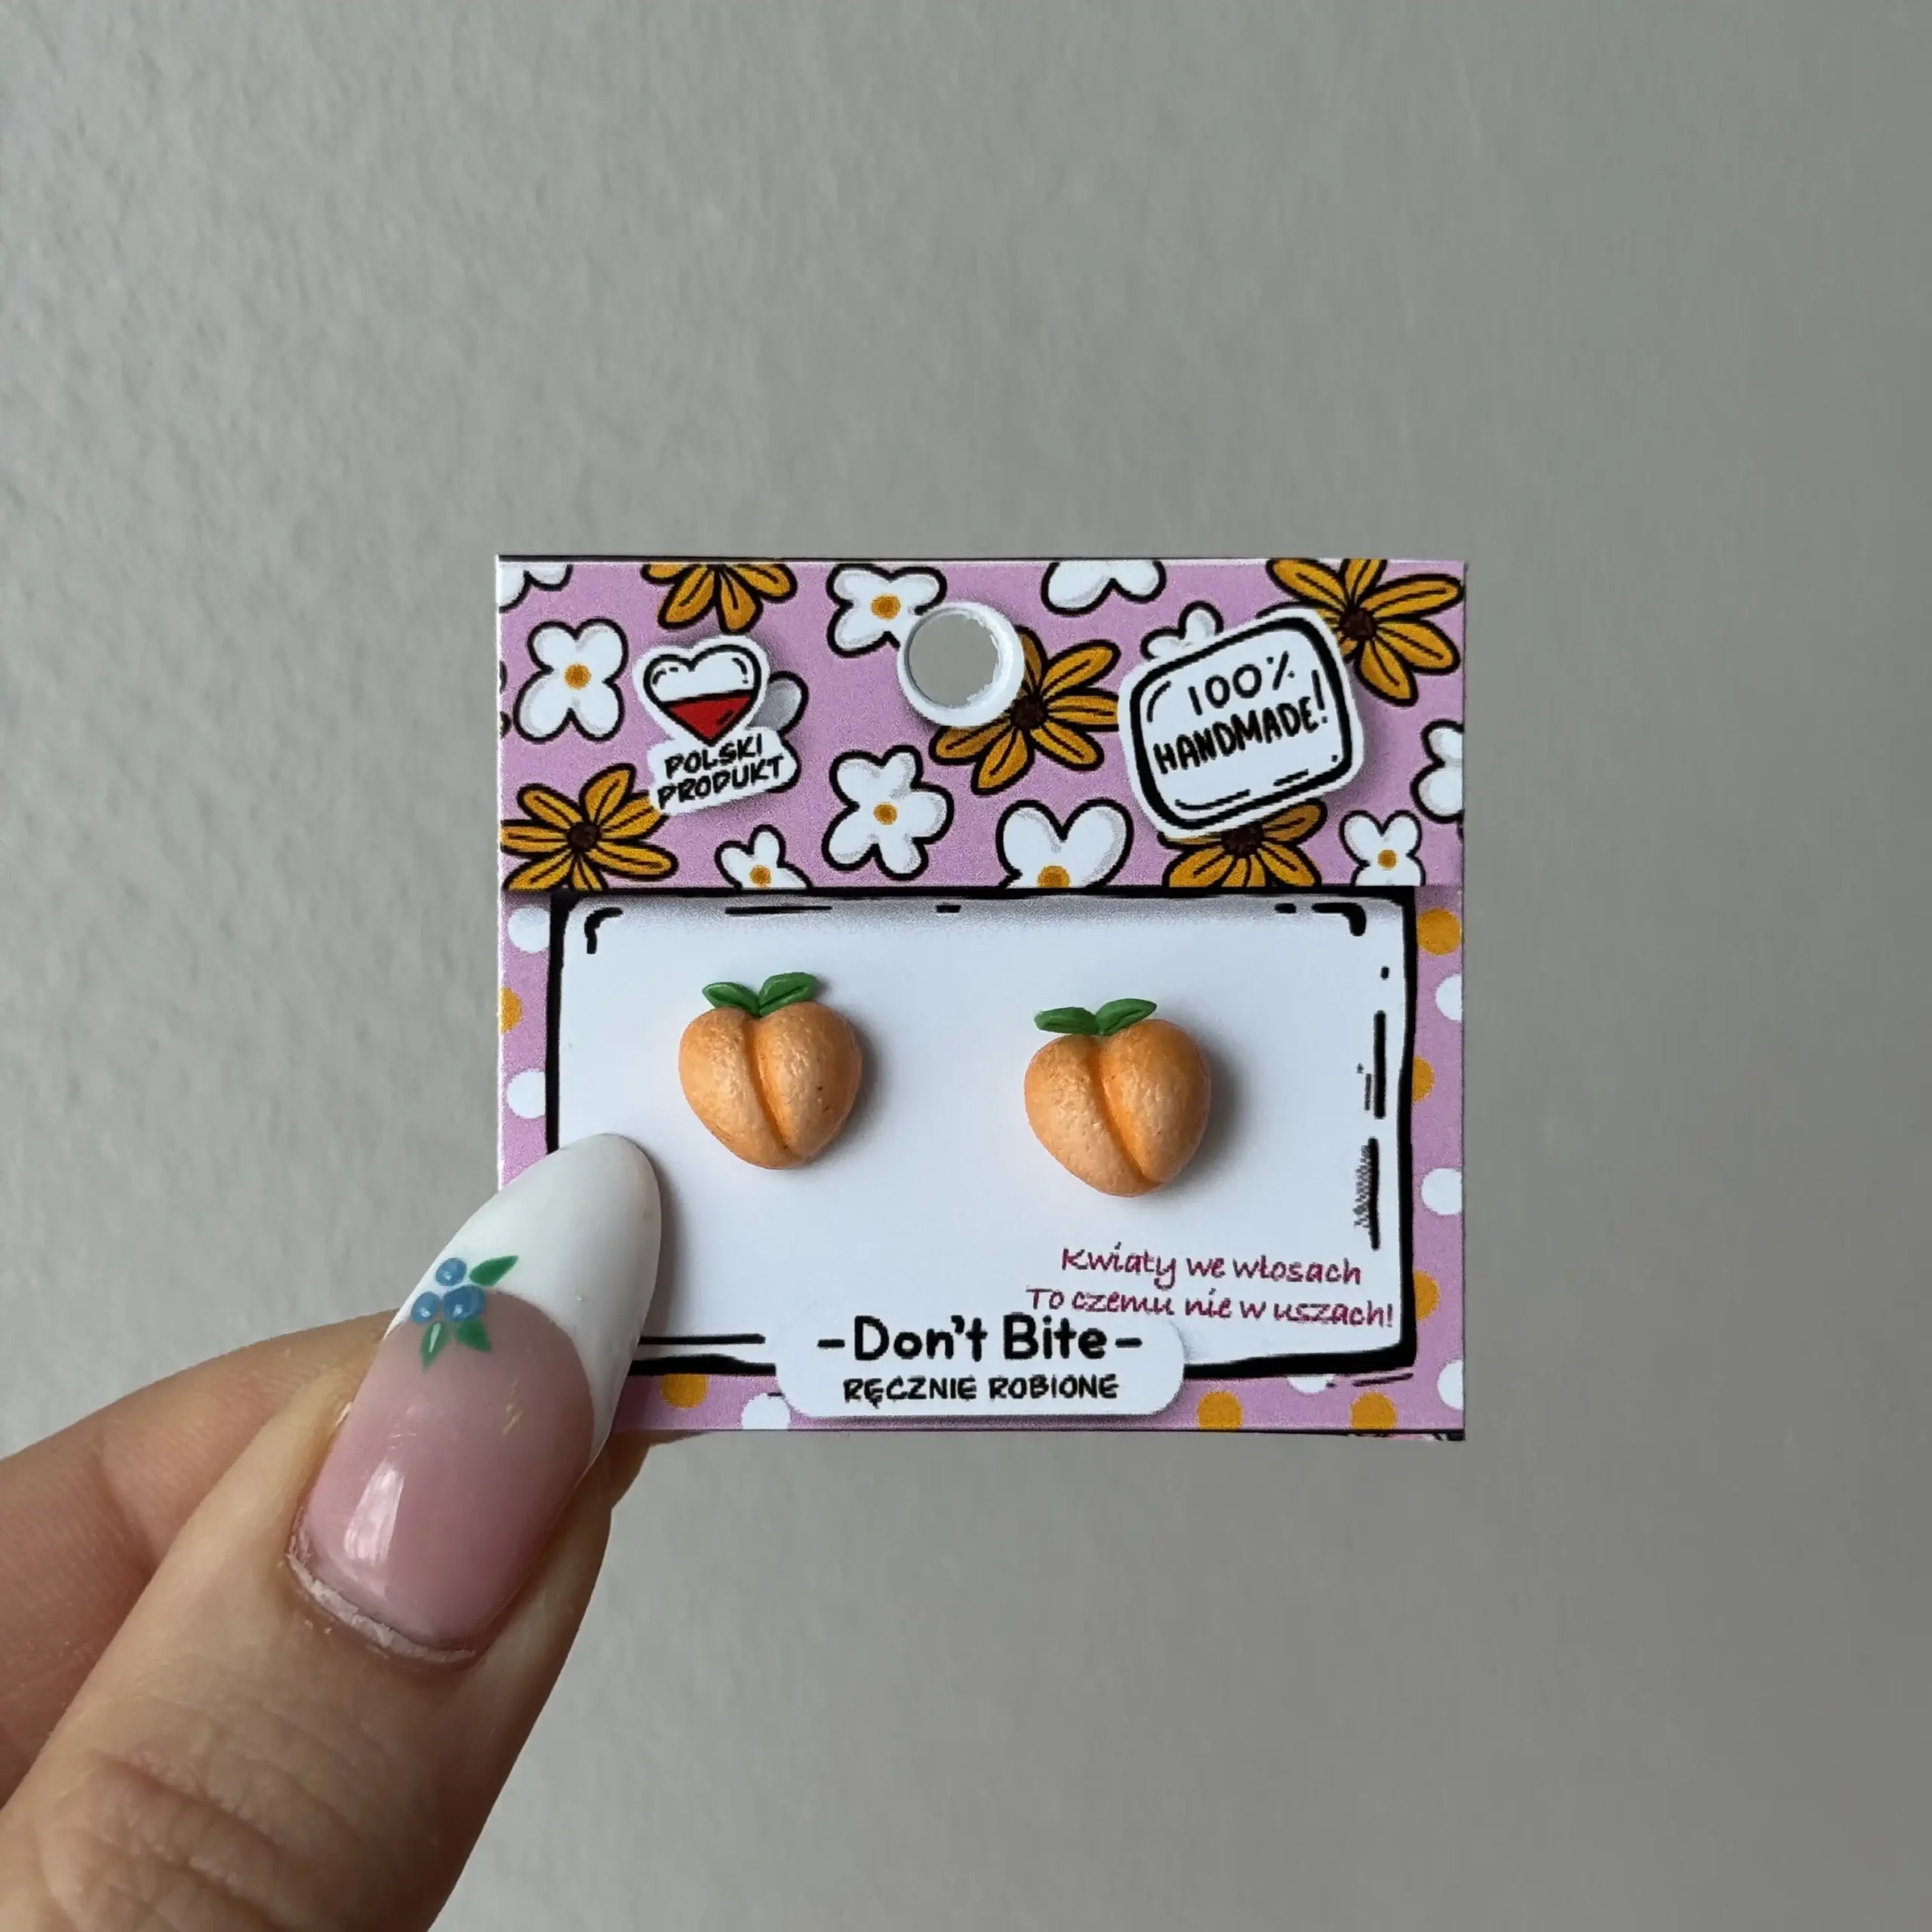 POLSKI
PRODUKT
100%
HANDMADE!
Kwiaty we włosach
To czemu nie w uszach!
-Don't Bite-
RĘCZNIE ROBIONE